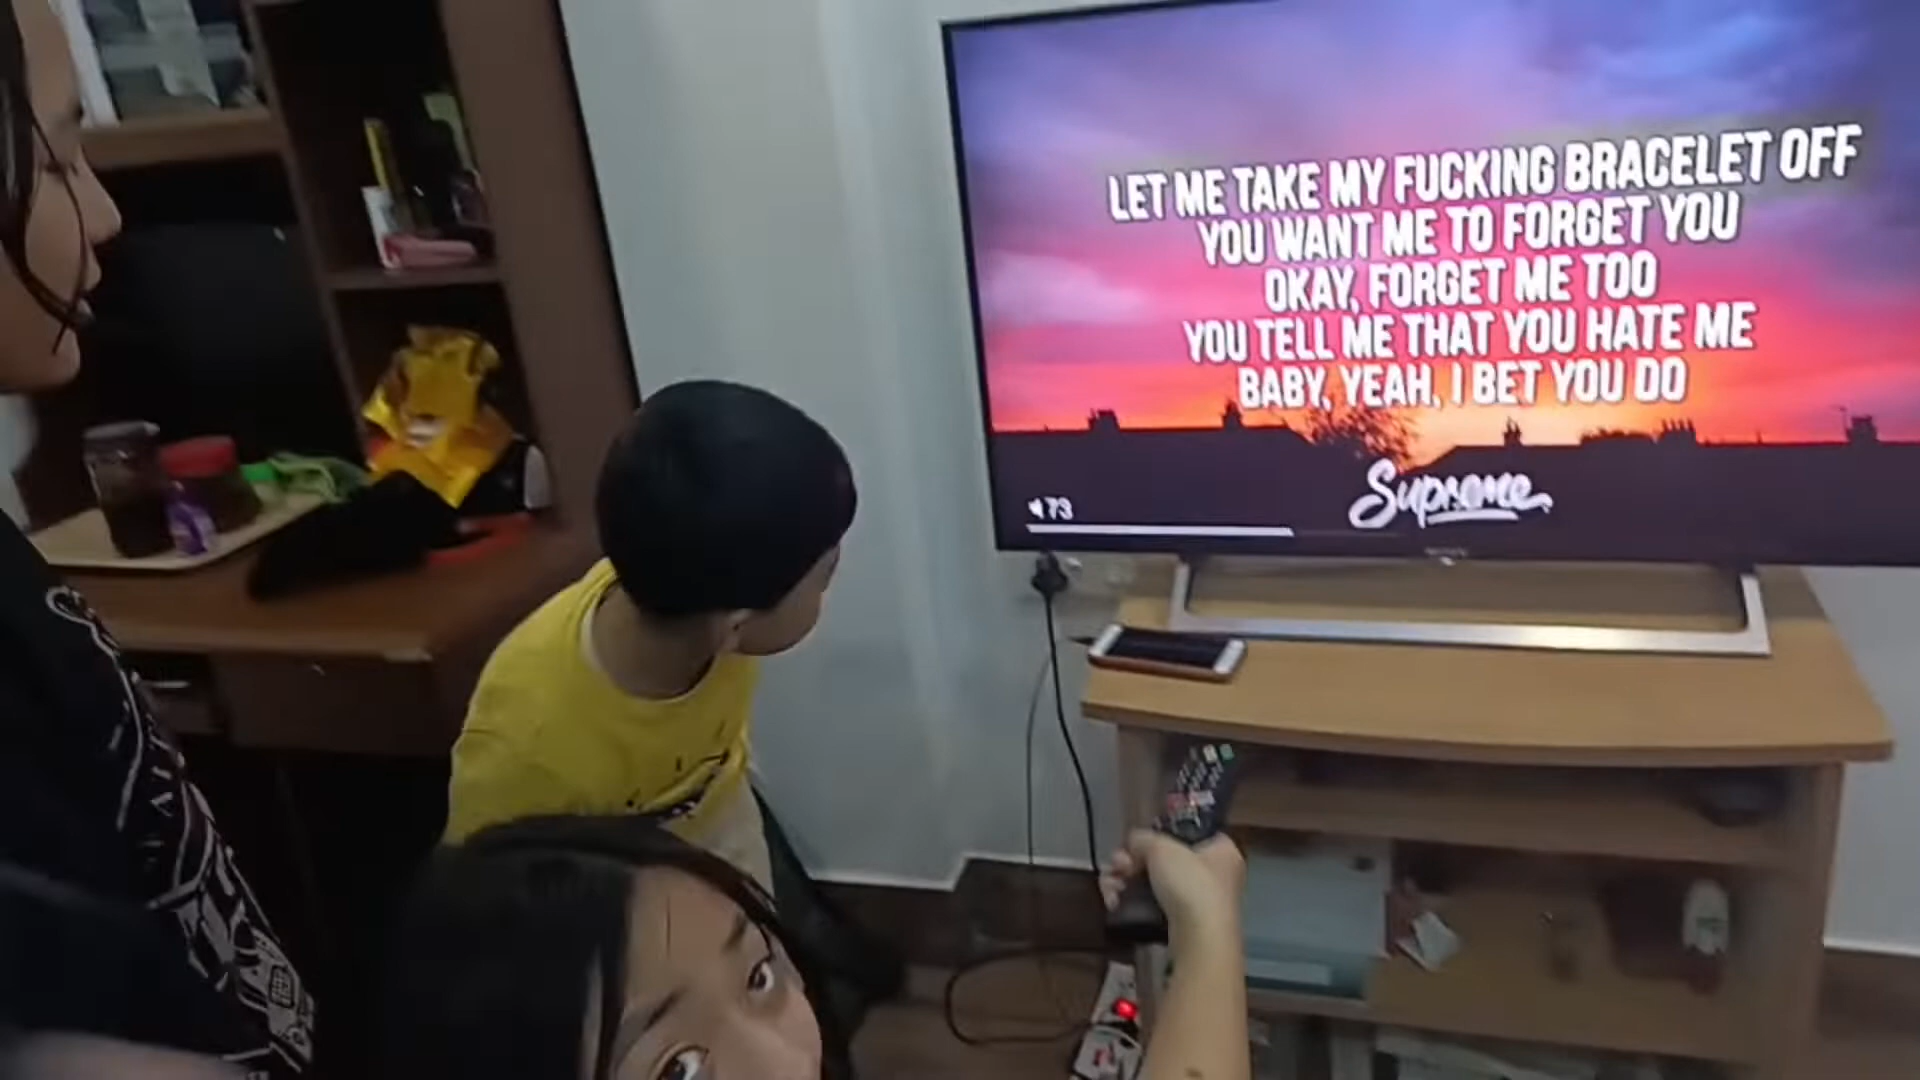 LET ME TAKE MY FUCKING BRACELET OFF
YOU WANT ME TO FORGET YOU
OKAY, FORGET ME TOO
YOU TELL ME THAT YOU HATE ME
BABY, YEAH, I BET YOU DO
Supreme
73
SONY